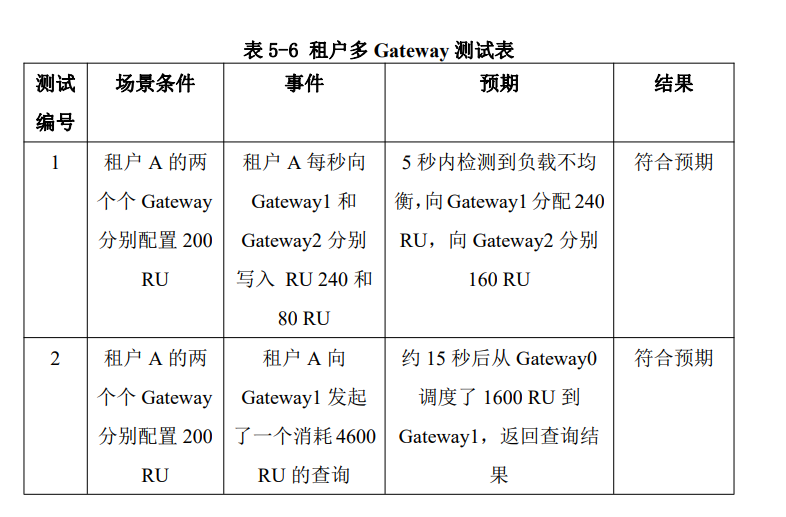 表 5-6 租户多 Gateway 测试表
测试
编号
场景条件
事件
预期
结果
1
租户 A 的两
个个 Gateway
分别配置 200
RU
租户 A 每秒向
Gateway1 和
Gateway2 分别
写入 RU 240 和
80 RU
5 秒内检测到负载不均
衡，向 Gateway1 分配 240
RU，向 Gateway2 分别
160 RU
符合预期
2
租户 A 的两
个个 Gateway
分别配置 200
RU
租户 A 向
Gateway1 发起
了一个消耗 4600
RU 的查询
约 15 秒后从 Gateway0
调度了 1600 RU 到
Gateway1，返回查询结
果
符合预期